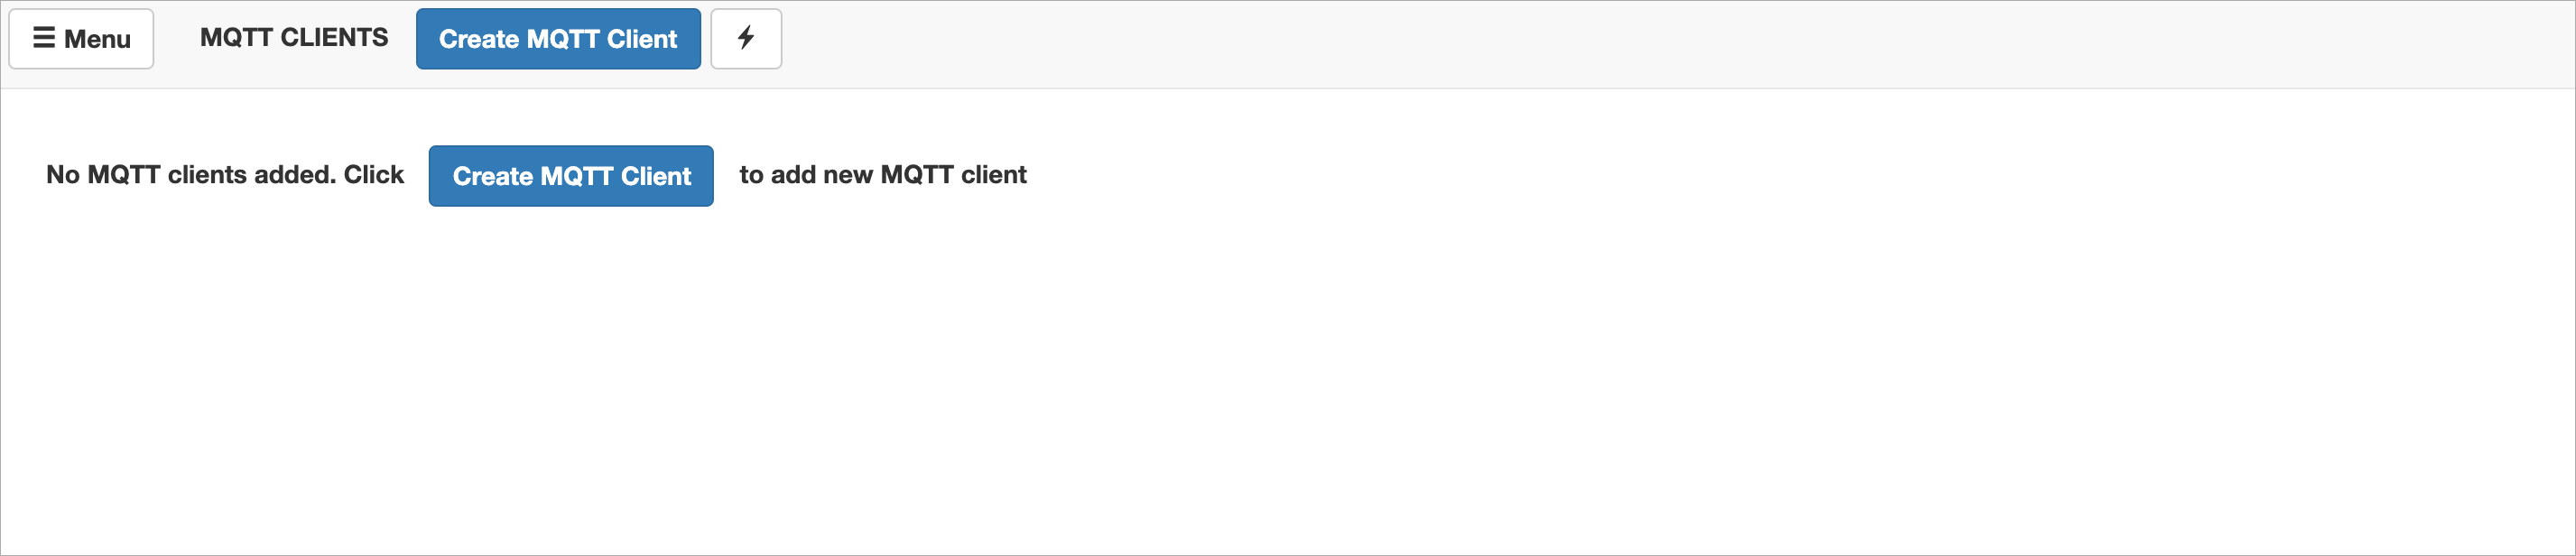 Menu MQTT CLIENTS Create MQTT Client
No MQTT clients added. Click Create MQTT Client to add new MQTT client